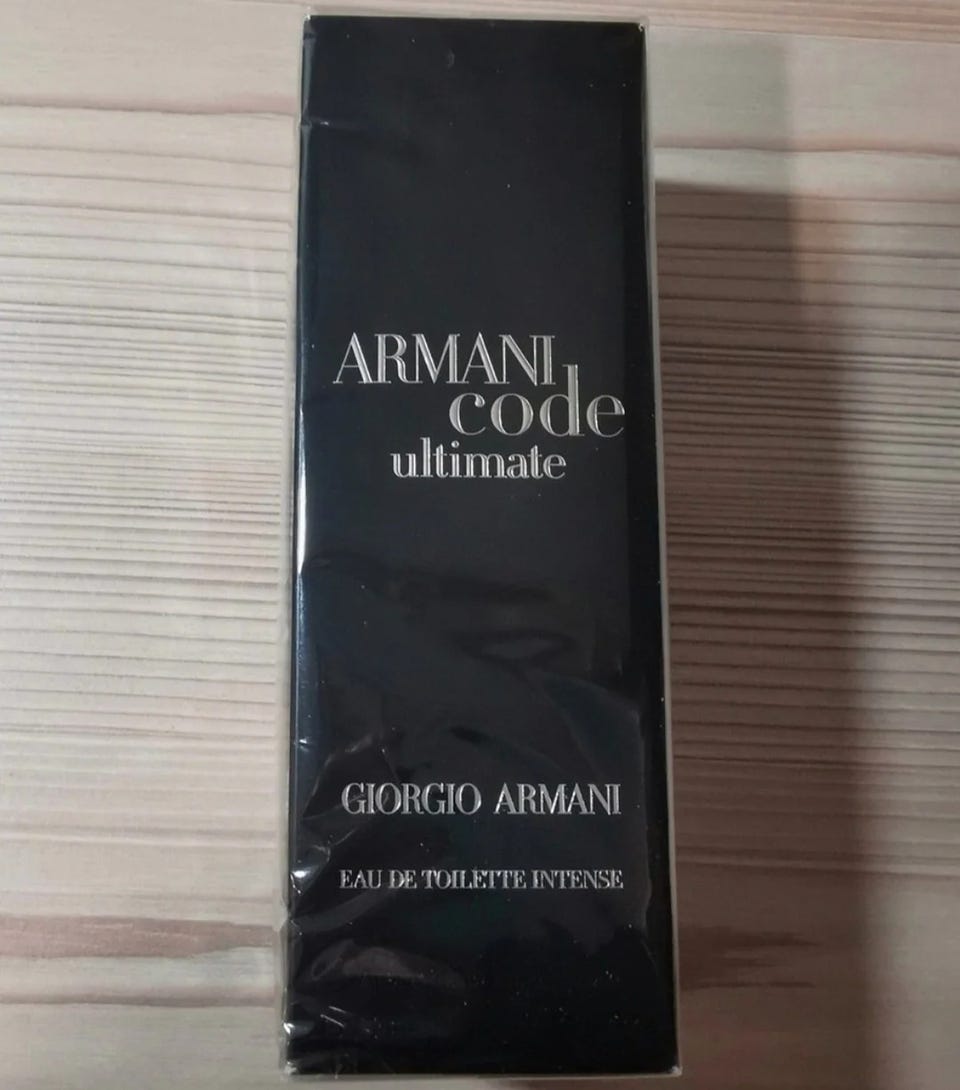 ARMANI
code
ultimate
GIORGIO ARMANI
EAU DE TOILETTE INTENSE